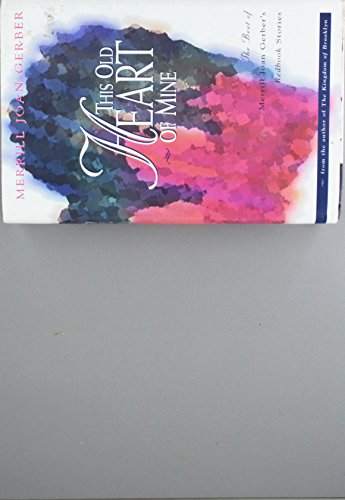 MERRILL JOAN GERBER
THIS OLD
HEART
OF MINE
The Best of
Merrill Joan Gerber's
Redbook Stories
~ from the author of The Kingdom of Brooklyn ~